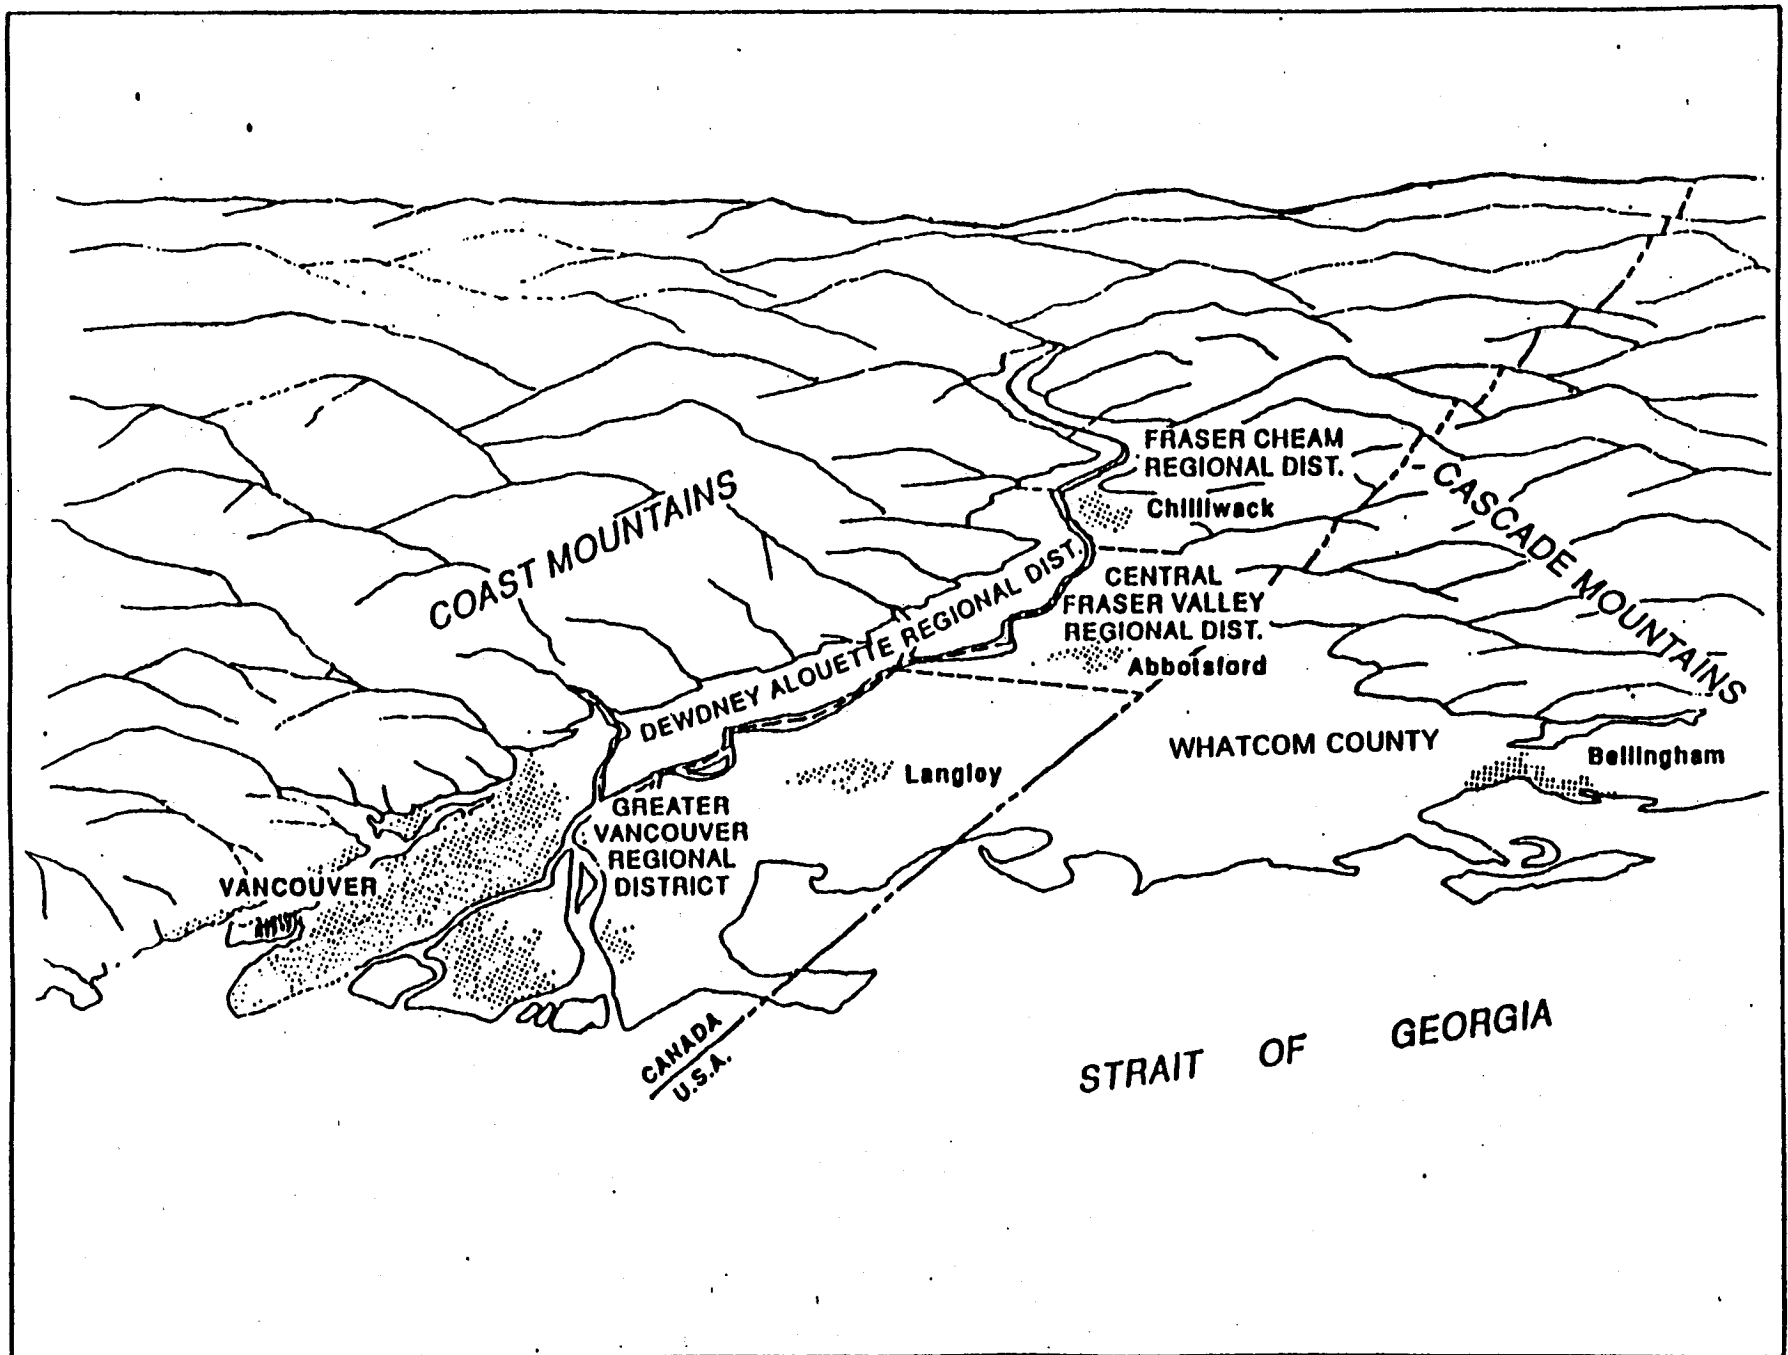 FRASER CHEAM
REGIONAL DIST.
Chilliwack
CASCADE MOUNTAINS
COAST MOUNTAINS
DEWDNEY ALOUETTE REGIONAL DIST.
CENTRAL
FRASER VALLEY
REGIONAL DIST.
Abbotsford
WHATCOM COUNTY
Bellingham
Langley
GREATER
VANCOUVER
REGIONAL
DISTRICT
VANCOUVER
CANADA
U.S.A.
STRAIT OF GEORGIA